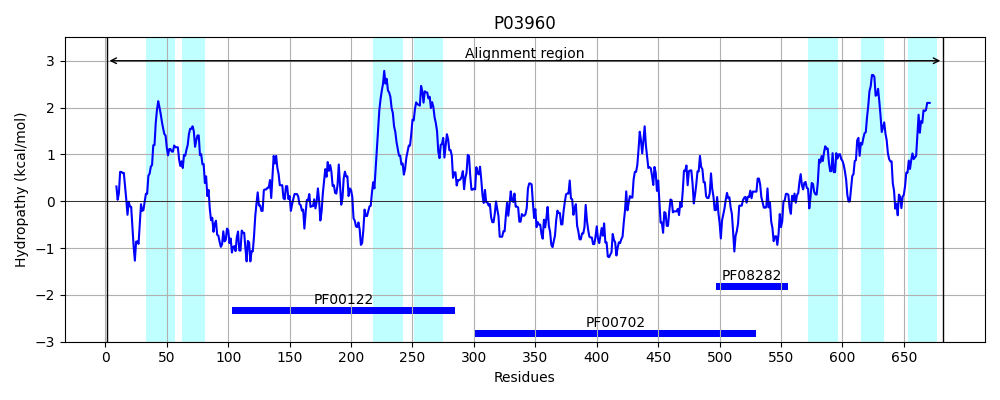 P03960
Alignment region
Hydropathy (kcal/mol)
3
2
1
0
−1
−2
−3
PF08282
PF00122
PF00702
0 50 100 150 200 250 300 350 400 450 500 550 600 650
Residues